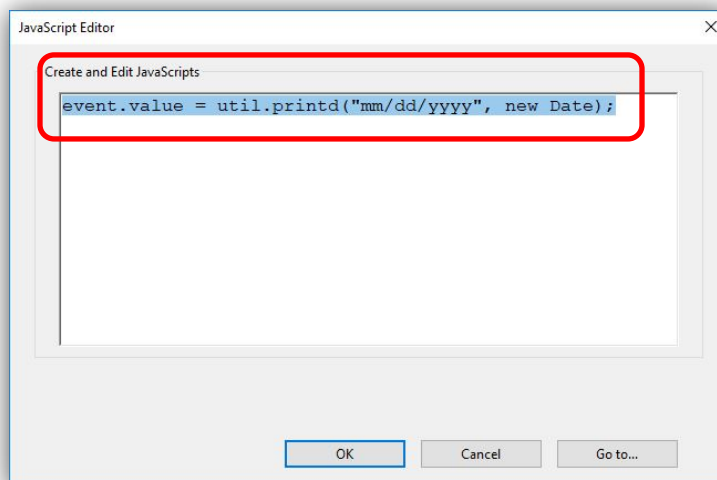 JavaScript Editor
Create and Edit JavaScripts
event.value = util.printd("mm/dd/yyyy", new Date);
OK Cancel Go to...